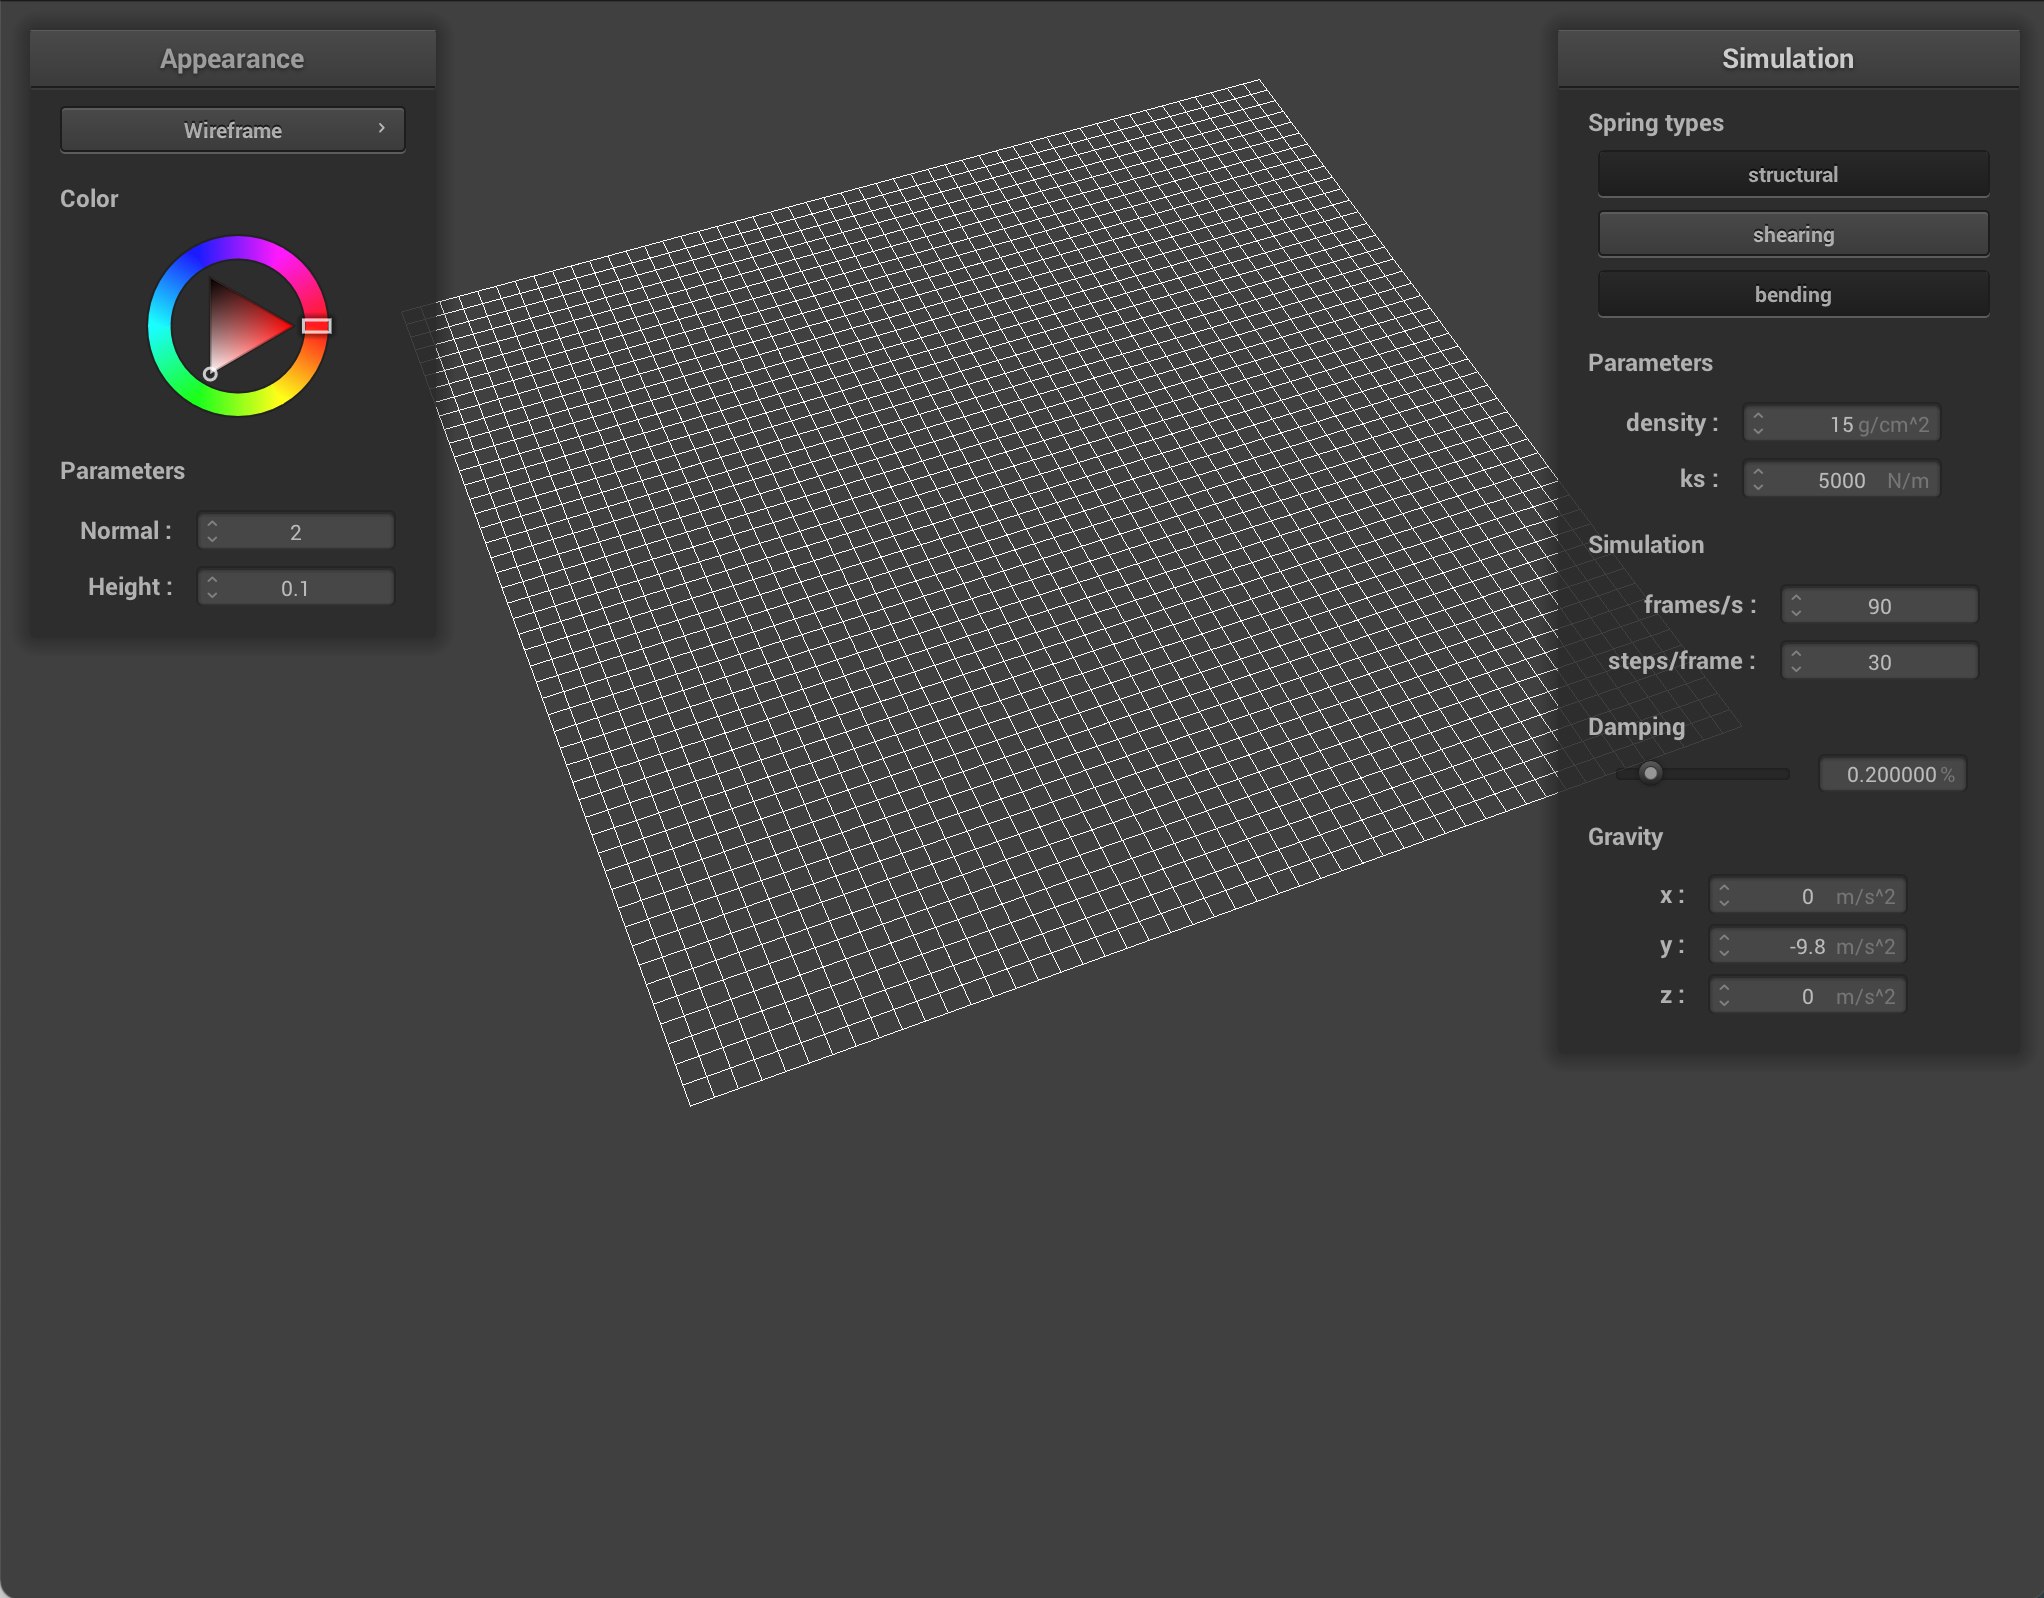 Appearance
Wireframe
Color
Parameters
Normal : 2
Height : 0.1
Simulation
Spring types
structural
shearing
bending
Parameters
density : 15 g/cm^2
ks : 5000 N/m
Simulation
frames/s : 90
steps/frame : 30
Damping
0.200000 %
Gravity
x : 0 m/s^2
y : -9.8 m/s^2
z : 0 m/s^2